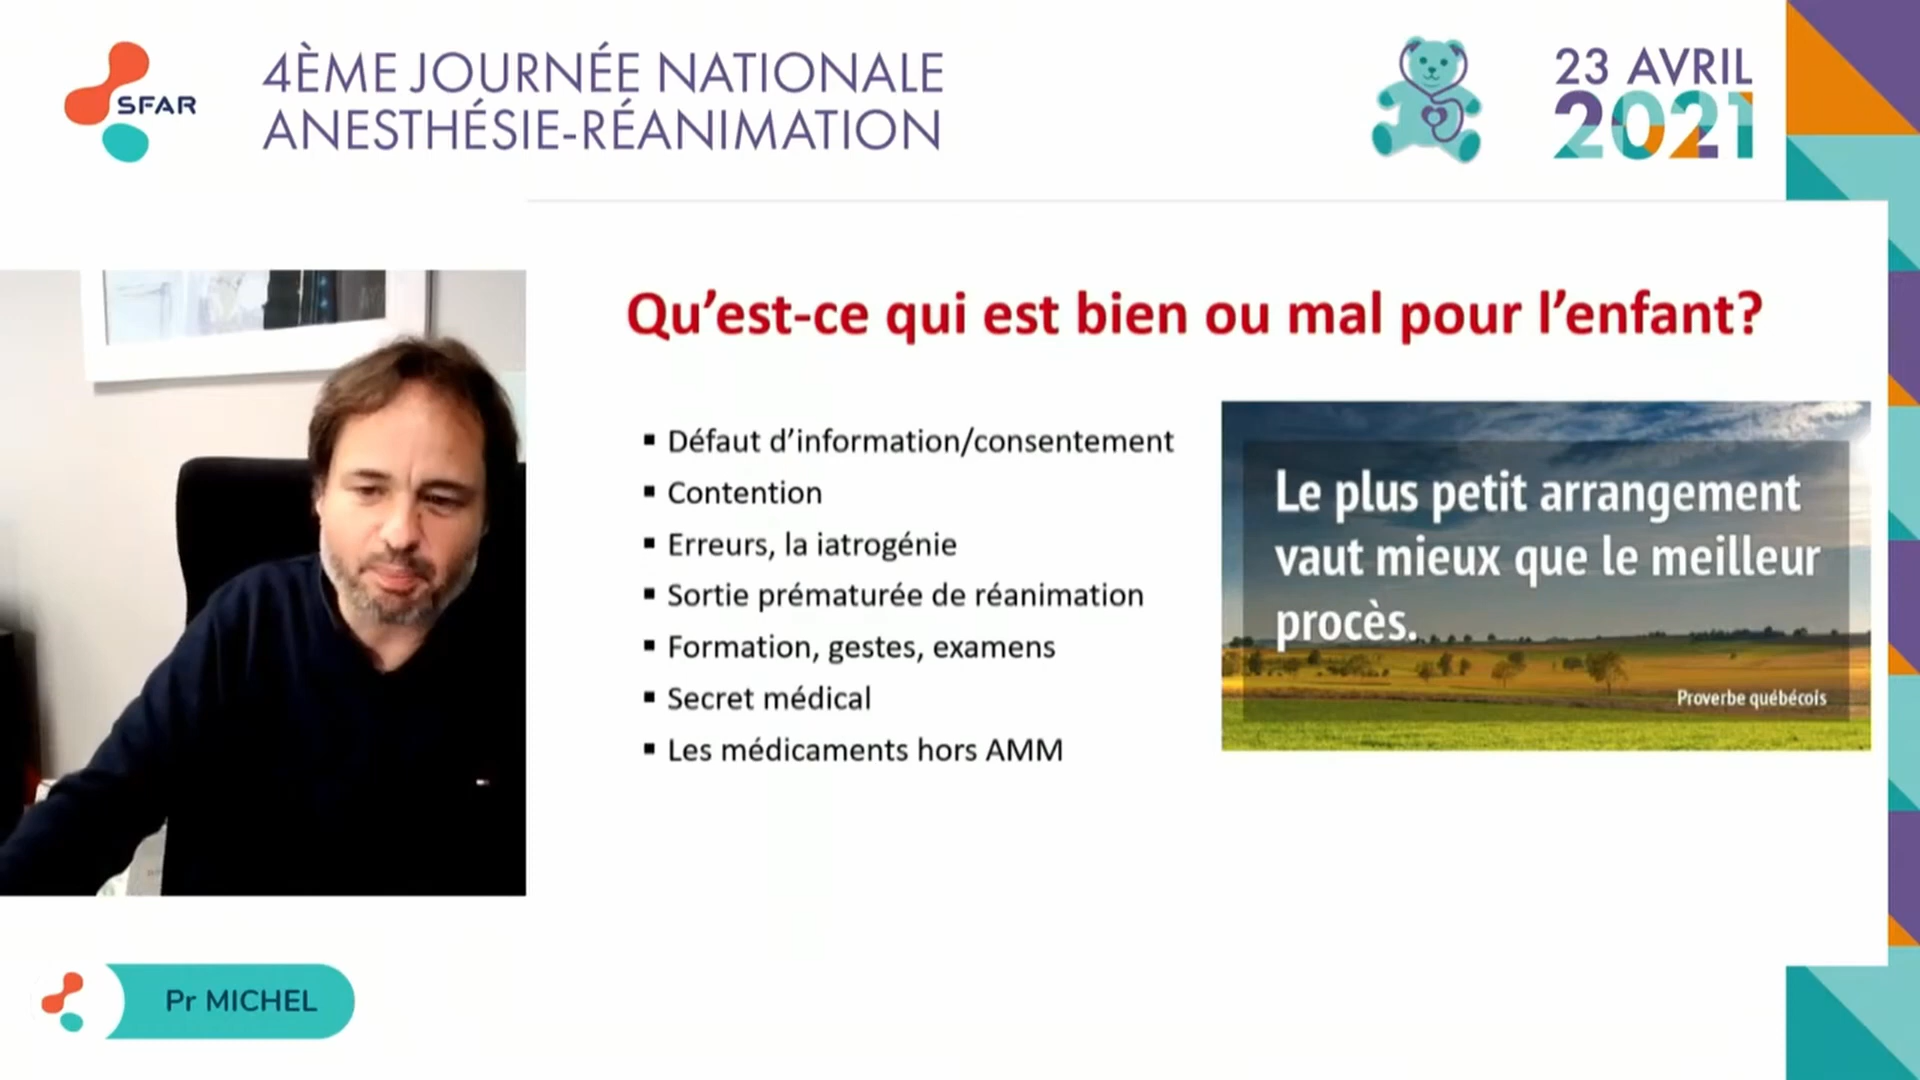 SFAR
4ÈME JOURNÉE NATIONALE
ANESTHÉSIE-RÉANIMATION
23 AVRIL
2021
Qu’est-ce qui est bien ou mal pour l’enfant?
▪ Défaut d’information/consentement
▪ Contention
▪ Erreurs, la iatrogénie
▪ Sortie prématurée de réanimation
▪ Formation, gestes, examens
▪ Secret médical
▪ Les médicaments hors AMM
Le plus petit arrangement
vaut mieux que le meilleur
procès.
Proverbe québécois
Pr MICHEL